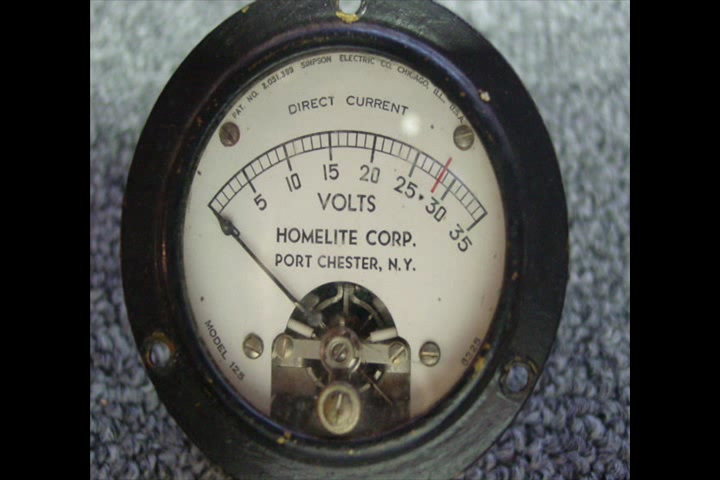 PAT. NO. 2,051,399 SIMPSON ELECTRIC CO. CHICAGO, ILL., U.S.A.
DIRECT CURRENT
5 10 15 20 25 30 35
VOLTS
HOMELITE CORP.
PORT CHESTER, N.Y.
MODEL 125